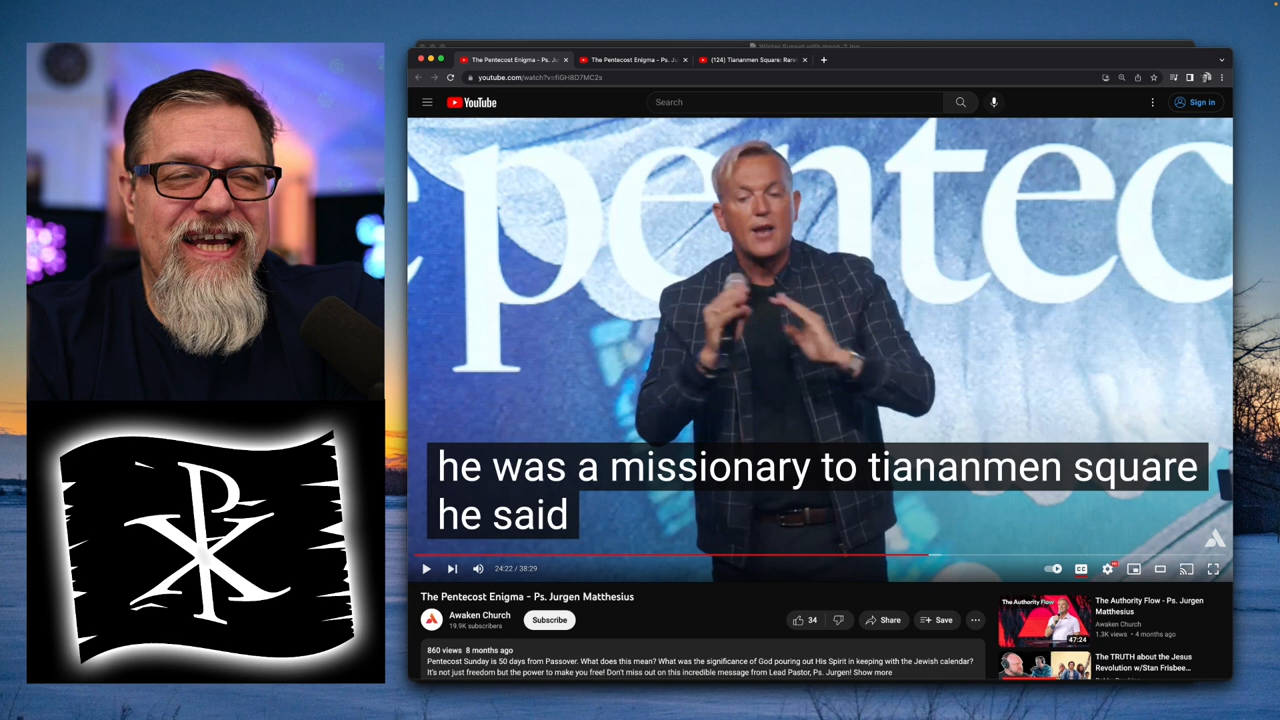 The Pentecost Enigma - Ps. Ju
The Pentecost Enigma - Ps. J
(124) Tiananmen Square: Rare
youtube.com/watch?v=fiGH8D7MC2s
YouTube
Search
Sign in
pentec
he was a missionary to tiananmen square
he said
24:22 / 38:29
CC
The Pentecost Enigma - Ps. Jurgen Matthesius
Awaken Church
19.9K subscribers
Subscribe
34
Share
Save
860 views 8 months ago
Pentecost Sunday is 50 days from Passover. What does this mean? What was the significance of God pouring out His Spirit in keeping with the Jewish calendar?
It's not just freedom but the power to make you free! Don't miss out on this incredible message from Lead Pastor, Ps. Jurgen! Show more
The Authority Flow
47:24
The Authority Flow - Ps. Jurgen
Matthesius
Awaken Church
1.3K views • 4 months ago
The TRUTH about the Jesus
Revolution w/Stan Frisbee...